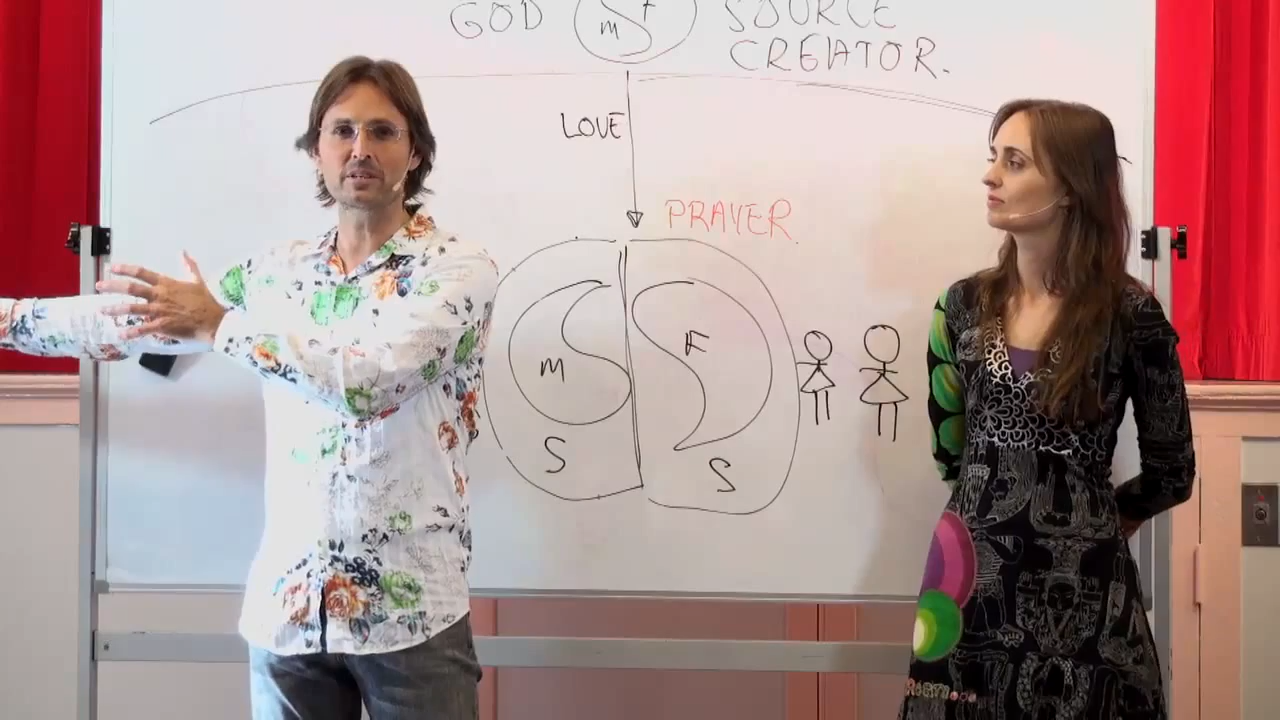 GOD M F SOURCE
CREATOR.
LOVE
PRAYER.
M F
S S